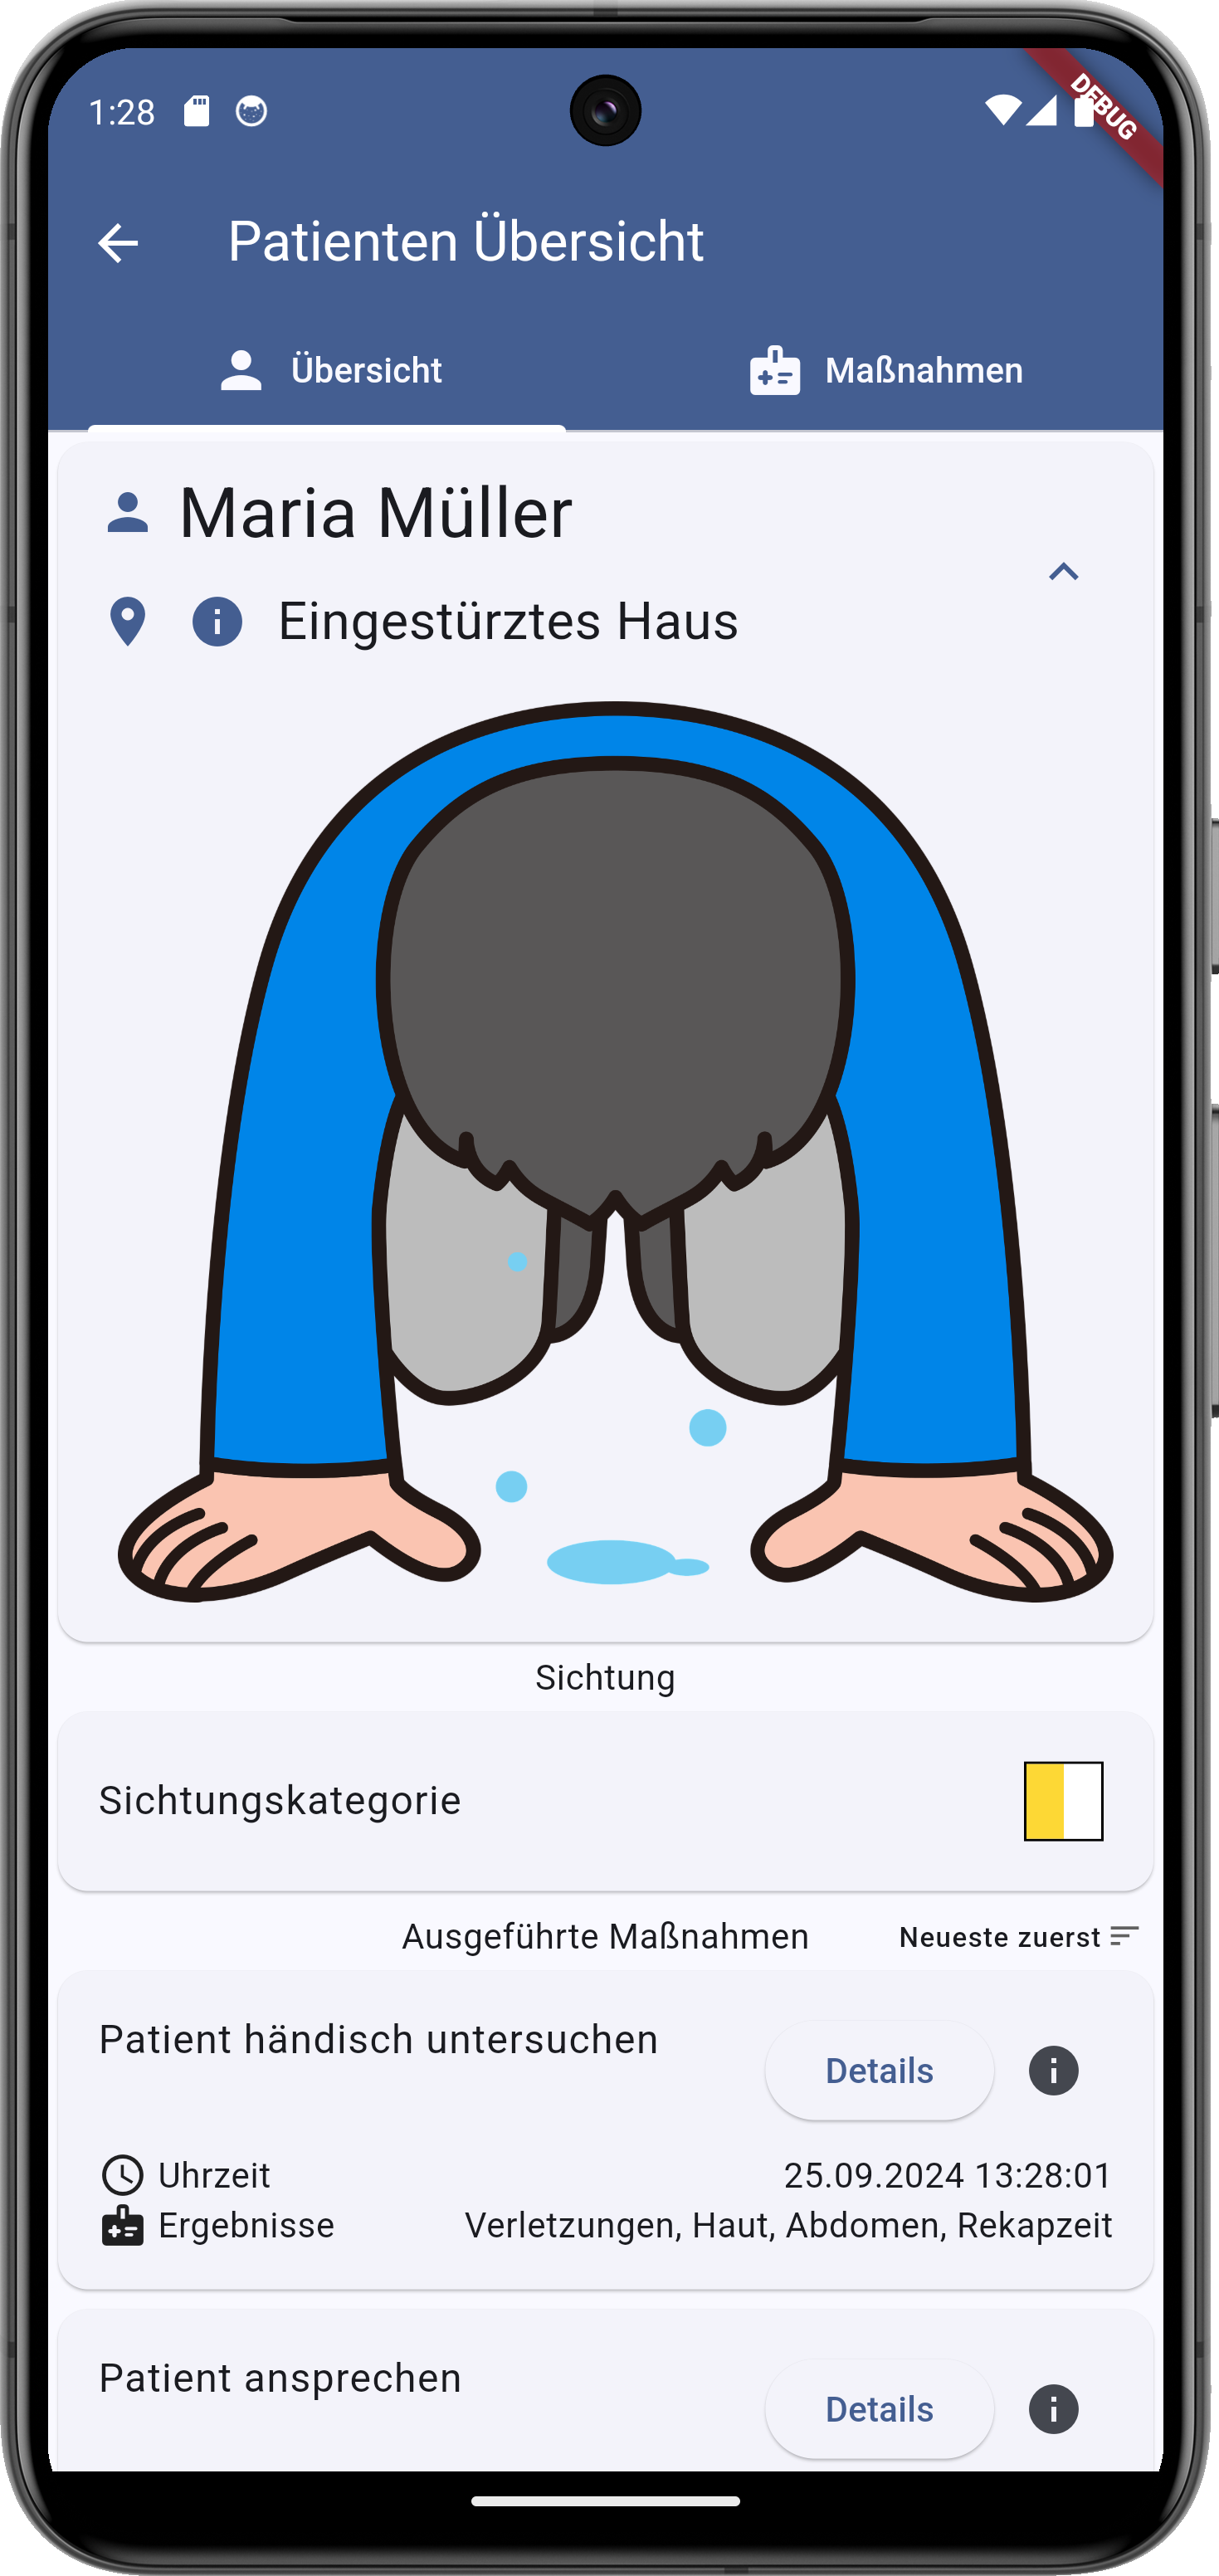 1:28
DEBUG
Patienten Übersicht
Übersicht
Maßnahmen
Maria Müller
Eingestürztes Haus
Sichtung
Sichtungskategorie
Ausgeführte Maßnahmen
Neueste zuerst
Patient händisch untersuchen
Details
Uhrzeit
25.09.2024 13:28:01
Ergebnisse
Verletzungen, Haut, Abdomen, Rekapzeit
Patient ansprechen
Details